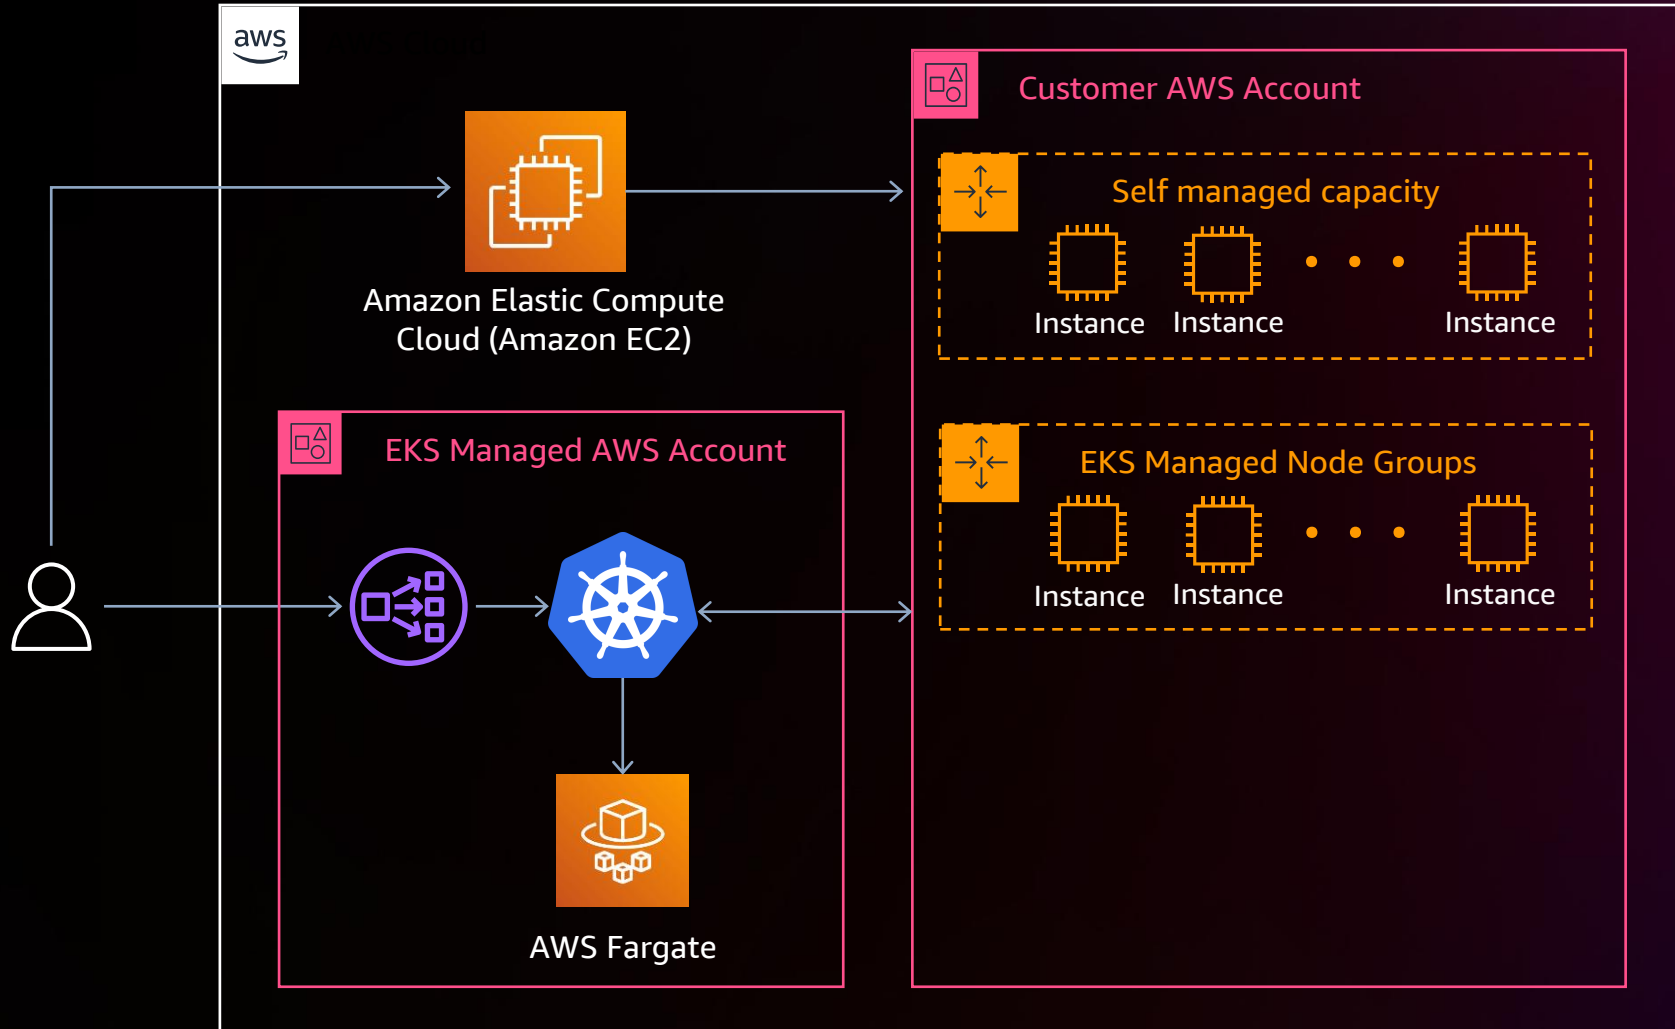 aws
Customer AWS Account
Self managed capacity
Instance
Instance
Instance
Amazon Elastic Compute
Cloud (Amazon EC2)
EKS Managed AWS Account
EKS Managed Node Groups
Instance
Instance
Instance
AWS Fargate